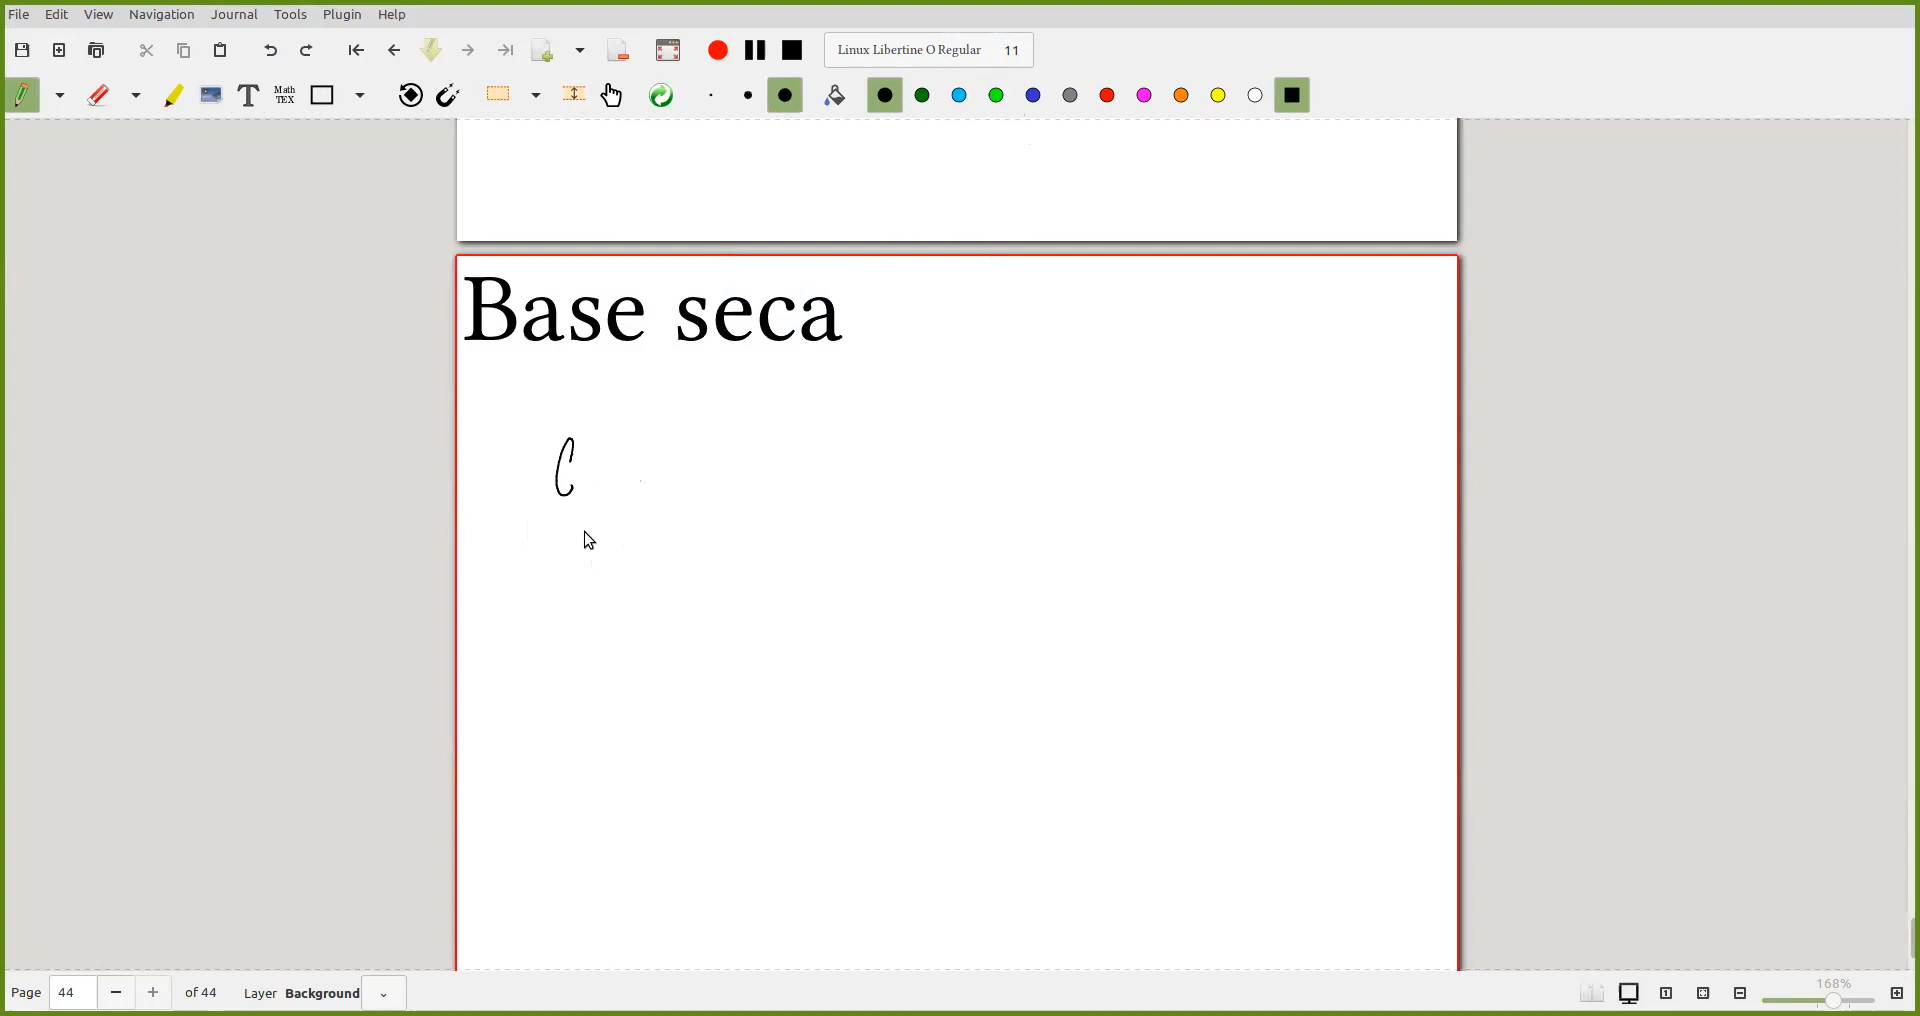 File Edit View Navigation Journal Tools Plugin Help
Linux Libertine O Regular 11
Math
TEX
Base seca
C
Page 44 of 44 Layer Background 168%